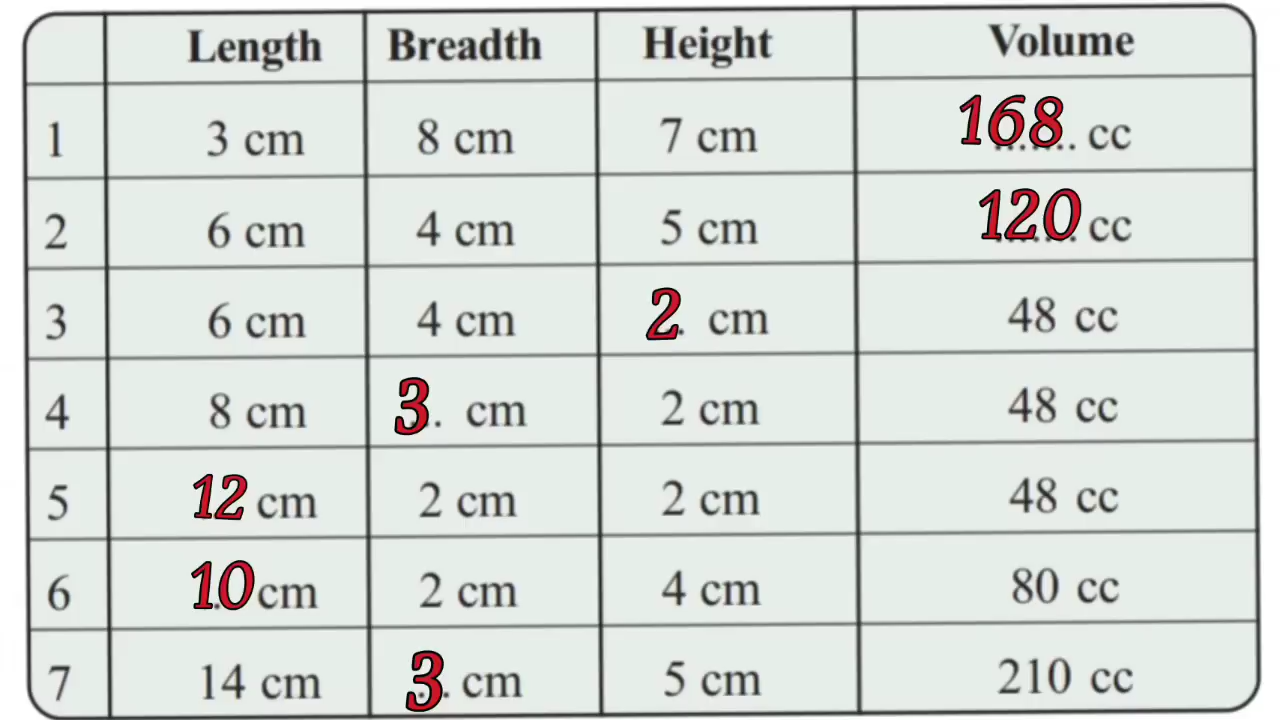 Length Breadth Height Volume
1 3 cm 8 cm 7 cm 168 cc
2 6 cm 4 cm 5 cm 120 cc
3 6 cm 4 cm 2 cm 48 cc
4 8 cm 3 cm 2 cm 48 cc
5 12 cm 2 cm 2 cm 48 cc
6 10 cm 2 cm 4 cm 80 cc
7 14 cm 3 cm 5 cm 210 cc